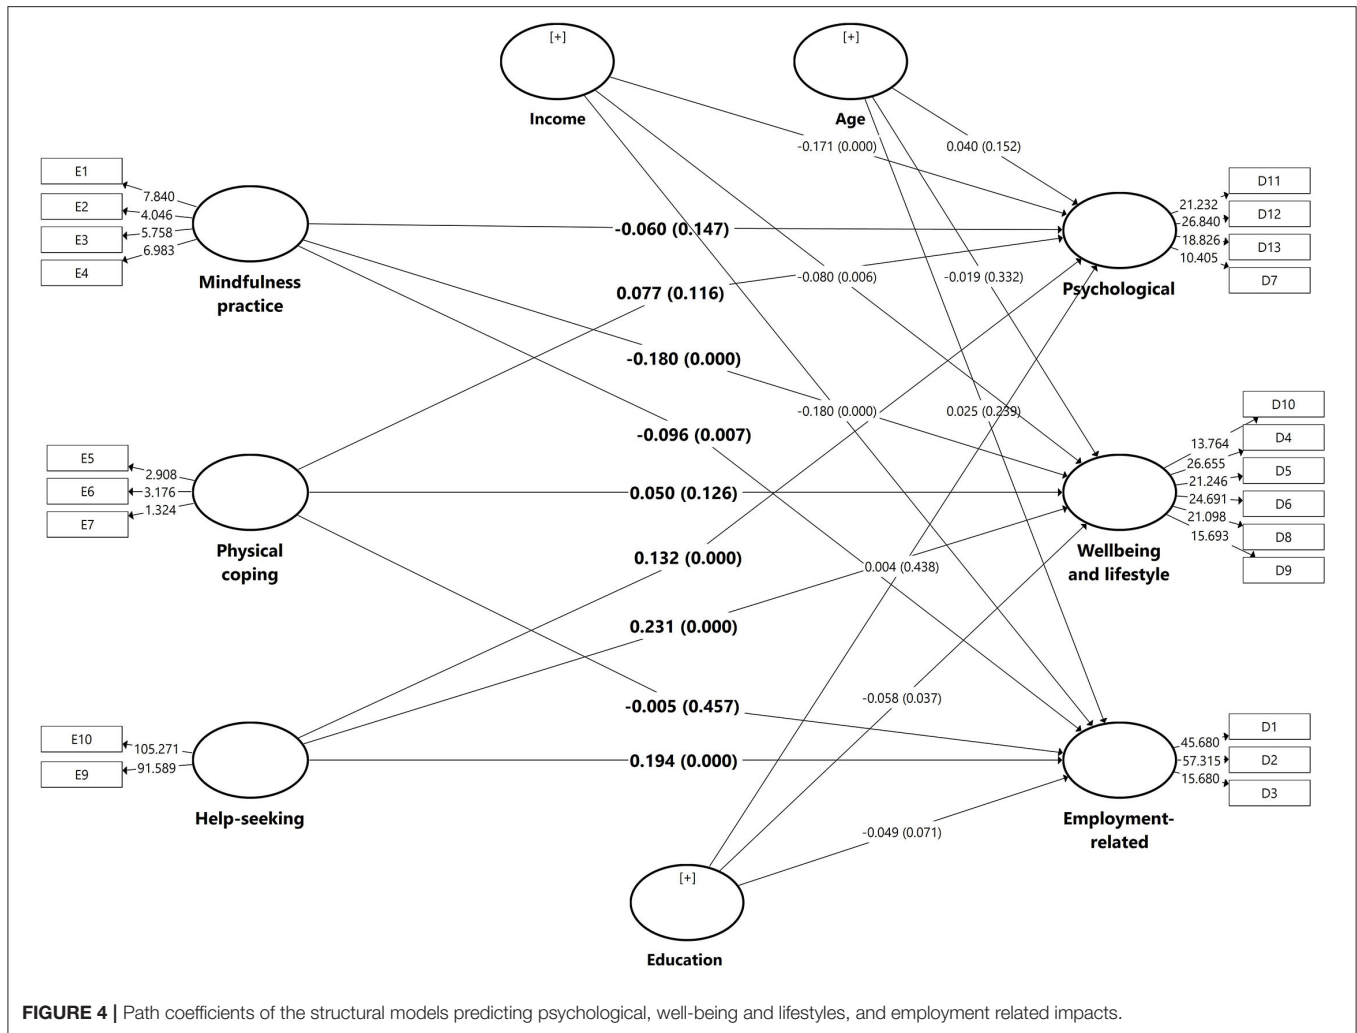 [+]
Income
[+]
Age
-0.171 (0.000)
0.040 (0.152)
E1
E2
E3
E4
7.840
4.046
5.758
6.983
Mindfulness
practice
-0.060 (0.147)
0.077 (0.116)
-0.080 (0.006)
-0.019 (0.332)
21.232
26.840
18.826
10.405
D11
D12
D13
D7
Psychological
-0.180 (0.000)
-0.180 (0.000)
0.025 (0.239)
-0.096 (0.007)
E5
E6
E7
2.908
3.176
1.324
Physical
coping
0.050 (0.126)
13.764
26.655
21.246
24.691
21.098
15.693
D10
D4
D5
D6
D8
D9
Wellbeing
and lifestyle
0.132 (0.000)
0.004 (0.438)
0.231 (0.000)
-0.005 (0.457)
-0.058 (0.037)
E10
E9
105.271
91.589
Help-seeking
0.194 (0.000)
45.680
57.315
15.680
D1
D2
D3
Employment-
related
-0.049 (0.071)
[+]
Education
FIGURE 4 | Path coefficients of the structural models predicting psychological, well-being and lifestyles, and employment related impacts.